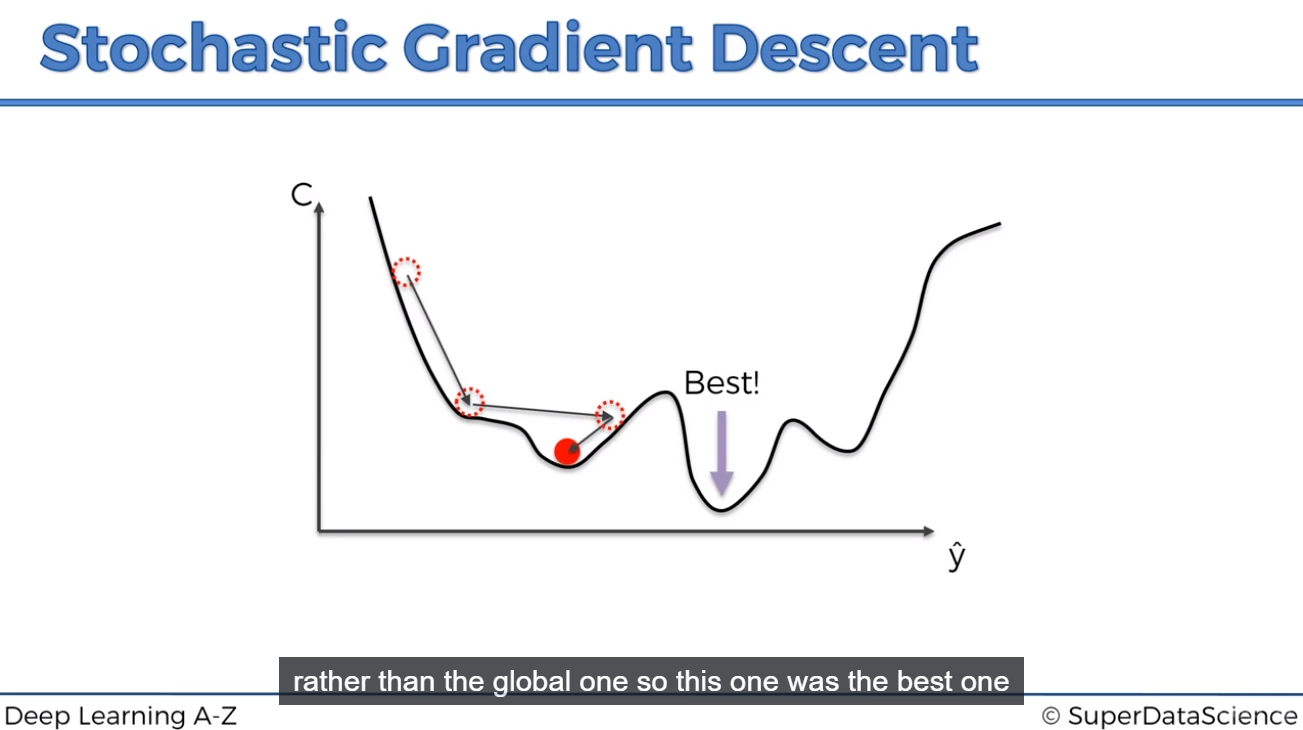 Stochastic Gradient Descent
C
Best!
ŷ
rather than the global one so this one was the best one
Deep Learning A-Z
© SuperDataScience